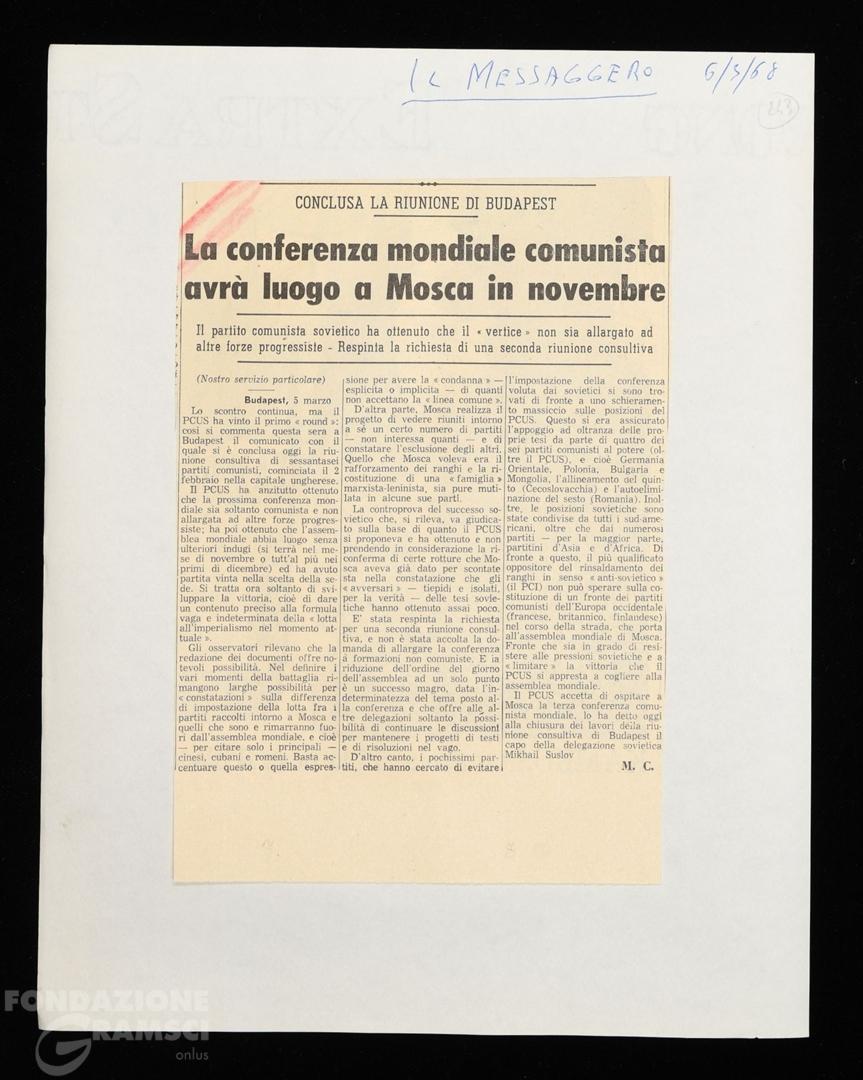 IL MESSAGGERO 6/3/68
243
CONCLUSA LA RIUNIONE DI BUDAPEST
La conferenza mondiale comunista
avrà luogo a Mosca in novembre
Il partito comunista sovietico ha ottenuto che il « vertice » non sia allargato ad
altre forze progressiste - Respinta la richiesta di una seconda riunione consultiva
(Nostro servizio particolare)
Budapest, 5 marzo
Lo scontro continua, ma il
PCUS ha vinto il primo « round »:
così si commenta questa sera a
Budapest il comunicato con il
quale si è conclusa oggi la riu-
nione consultiva di sessantasei
partiti comunisti, cominciata il 2
febbraio nella capitale ungherese.
Il PCUS ha anzitutto ottenuto
che la prossima conferenza mon-
diale sia soltanto comunista e non
allargata ad altre forze progres-
siste; ha poi ottenuto che l'assem-
blea mondiale abbia luogo senza
ulteriori indugi (si terrà nel me-
se di novembre o tutt'al più nei
primi di dicembre) ed ha avuto
partita vinta nella scelta della se-
de. Si tratta ora soltanto di svi-
luppare la vittoria, cioè di dare
un contenuto preciso alla formula
vaga e indeterminata della « lotta
all'imperialismo nel momento at-
tuale ».
Gli osservatori rilevano che la
redazione dei documenti offre no-
tevoli possibilità. Nel definire i
vari momenti della battaglia ri-
mangono larghe possibilità per
« constatazioni » sulla differenza
di impostazione della lotta fra i
partiti raccolti intorno a Mosca e
quelli che sono e rimarranno fuo-
ri dall'assemblea mondiale, e cioè
— per citare solo i principali —
cinesi, cubani e romeni. Basta ac-
centuare questo o quella espres-
sione per avere la « condanna » —
esplicita o implicita — di quanti
non accettano la « linea comune ».
D'altra parte, Mosca realizza il
progetto di vedere riuniti intorno
a sé un certo numero di partiti
— non interessa quanti — e di
constatare l'esclusione degli altri.
Quello che Mosca voleva era il
rafforzamento dei ranghi e la ri-
costituzione di una « famiglia »
marxista-leninista, sia pure muti-
lata in alcune sue parti.
La controprova del successo so-
vietico che, si rileva, va giudica-
to sulla base di quanto il PCUS
si proponeva e ha ottenuto e non
prendendo in considerazione la ri-
conferma di certe rotture che Mo-
sca aveva già dato per scontate
sta nella constatazione che gli
« avversari » — tiepidi e isolati,
per la verità — delle tesi sovie-
tiche hanno ottenuto assai poco.
E' stata respinta la richiesta
per una seconda riunione consul-
tiva, e non è stata accolta la do-
manda di allargare la conferenza
a formazioni non comuniste. E la
riduzione dell'ordine del giorno
dell'assemblea ad un solo punto
è un successo magro, data l'in-
determinatezza del tema posto al-
la conferenza e che offre alle al-
tre delegazioni soltanto la possi-
bilità di continuare le discussioni
per mantenere i progetti di testi
e di risoluzioni nel vago.
D'altro canto, i pochissimi par-
titi, che hanno cercato di evitare
l'impostazione della conferenza
voluta dai sovietici si sono tro-
vati di fronte a uno schieramen-
to massiccio sulle posizioni del
PCUS. Questo si era assicurato
l'appoggio ad oltranza delle pro-
prie tesi da parte di quattro dei
sei partiti comunisti al potere (ol-
tre il PCUS), e cioè Germania
Orientale, Polonia, Bulgaria e
Mongolia, l'allineamento del quin-
to (Cecoslovacchia) e l'autoelimi-
nazione del sesto (Romania). Inol-
tre, le posizioni sovietiche sono
state condivise da tutti i sud-ame-
ricani, oltre che dai numerosi
partiti — per la maggior parte,
partitini d'Asia e d'Africa. Di
fronte a questo, il più qualificato
oppositore del rinsaldamento dei
ranghi in senso « anti-sovietico »
(il PCI) non può sperare sulla co-
stituzione di un fronte dei partiti
comunisti dell'Europa occidentale
(francese, britannico, finlandese)
nel corso della strada, che porta
all'assemblea mondiale di Mosca.
Fronte che sia in grado di resi-
stere alle pressioni sovietiche e a
« limitare » la vittoria che il
PCUS si appresta a cogliere alla
assemblea mondiale.
Il PCUS accetta di ospitare a
Mosca la terza conferenza comu-
nista mondiale, lo ha detto oggi
alla chiusura dei lavori della riu-
nione consultiva di Budapest il
capo della delegazione sovietica
Mikhail Suslov
M. C.
FONDAZIONE
GRAMSCI
onlus